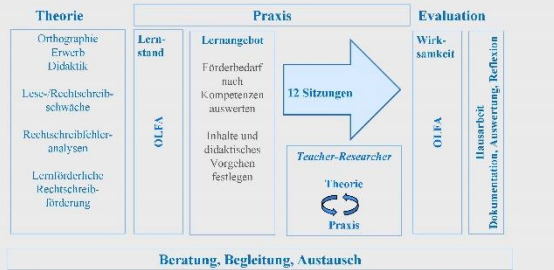 Theorie
Praxis
Evaluation
Orthographie
Erwerb
Didaktik
Lese-/Rechtschreib-
schwäche
Rechtschreibfehler-
analysen
Lernförderliche
Rechtschreib-
förderung
Lern-
stand
OLFA
Lernangebot
Förderbedarf
nach
Kompetenzen
auswerten
Inhalte und
didaktisches
Vorgehen
festlegen
12 Sitzungen
Teacher-Researcher
Theorie
Praxis
Wirk-
samkeit
OLFA
Hausarbeit
Dokumentation, Auswertung, Reflexion
Beratung, Begleitung, Austausch